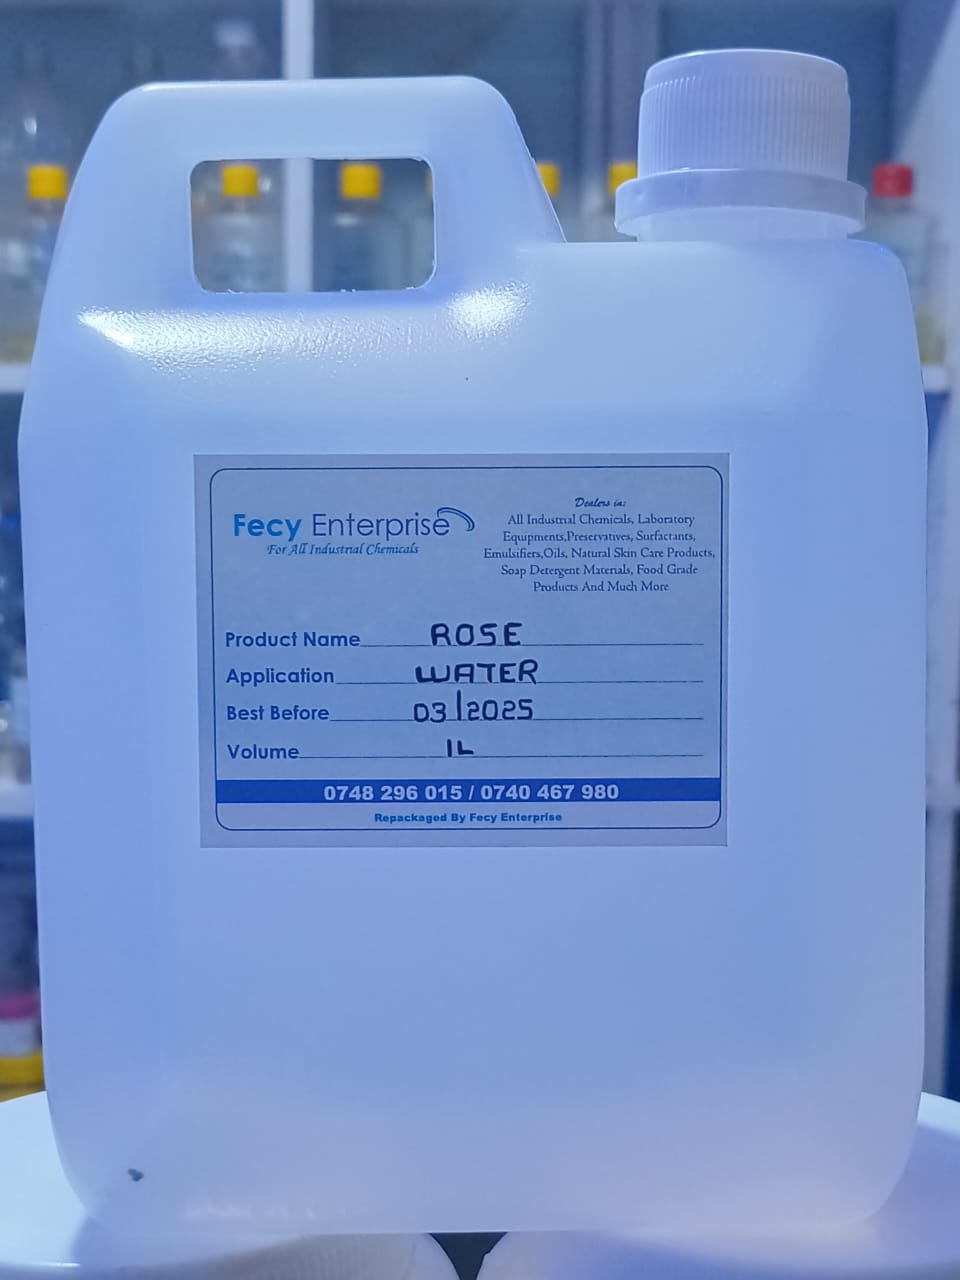 Fecy Enterprise
For All Industrial Chemicals
Dealers in:
All Industrial Chemicals, Laboratory
Equpments,Preservatives, Surfactants,
Emulsifiers,Oils, Natural Skin Care Products,
Soap Detergent Materials, Food Grade
Products And Much More
Product Name ROSE
Application WATER
Best Before 03/2025
Volume 1L
0748 296 015 / 0740 467 980
Repackaged By Fecy Enterprise